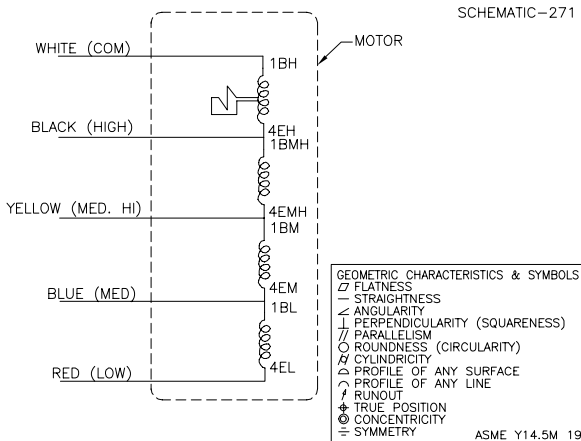 SCHEMATIC-271
MOTOR
WHITE (COM)
1BH
BLACK (HIGH)
4EH
1BMH
YELLOW (MED. HI)
4EMH
1BM
BLUE (MED)
4EM
1BL
RED (LOW)
4EL
GEOMETRIC CHARACTERISTICS & SYMBOLS
FLATNESS
STRAIGHTNESS
ANGULARITY
PERPENDICULARITY (SQUARENESS)
PARALLELISM
ROUNDNESS (CIRCULARITY)
CYLINDRICITY
PROFILE OF ANY SURFACE
PROFILE OF ANY LINE
RUNOUT
TRUE POSITION
CONCENTRICITY
SYMMETRY
ASME Y14.5M 19